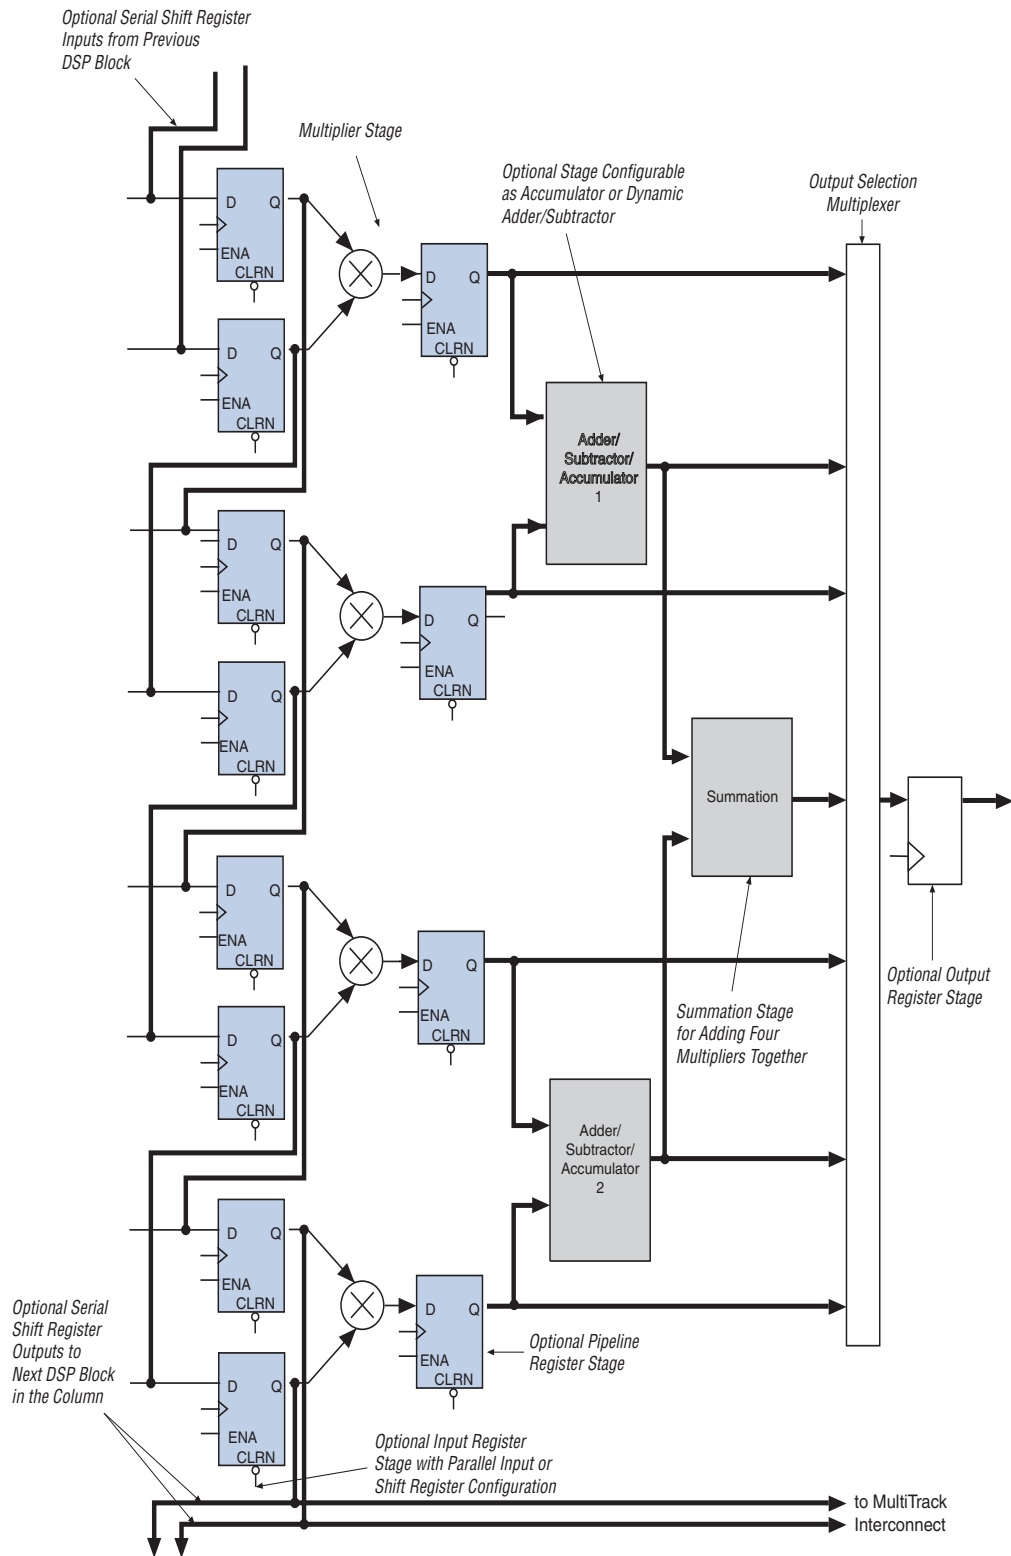 Optional Serial Shift Register
Inputs from Previous
DSP Block
Multiplier Stage
Optional Stage Configurable
as Accumulator or Dynamic
Adder/Subtractor
Output Selection
Multiplexer
D Q
ENA
CLRN
D Q
ENA
CLRN
D Q
ENA
CLRN
Adder/
Subtractor/
Accumulator
1
D Q
ENA
CLRN
D Q
ENA
CLRN
D Q
ENA
CLRN
Summation
D Q
ENA
CLRN
D Q
ENA
CLRN
D Q
ENA
CLRN
Optional Output
Register Stage
Summation Stage
for Adding Four
Multipliers Together
Adder/
Subtractor/
Accumulator
2
D Q
ENA
CLRN
D Q
ENA
CLRN
D Q
ENA
CLRN
Optional Pipeline
Register Stage
Optional Serial
Shift Register
Outputs to
Next DSP Block
in the Column
Optional Input Register
Stage with Parallel Input or
Shift Register Configuration
to MultiTrack
Interconnect